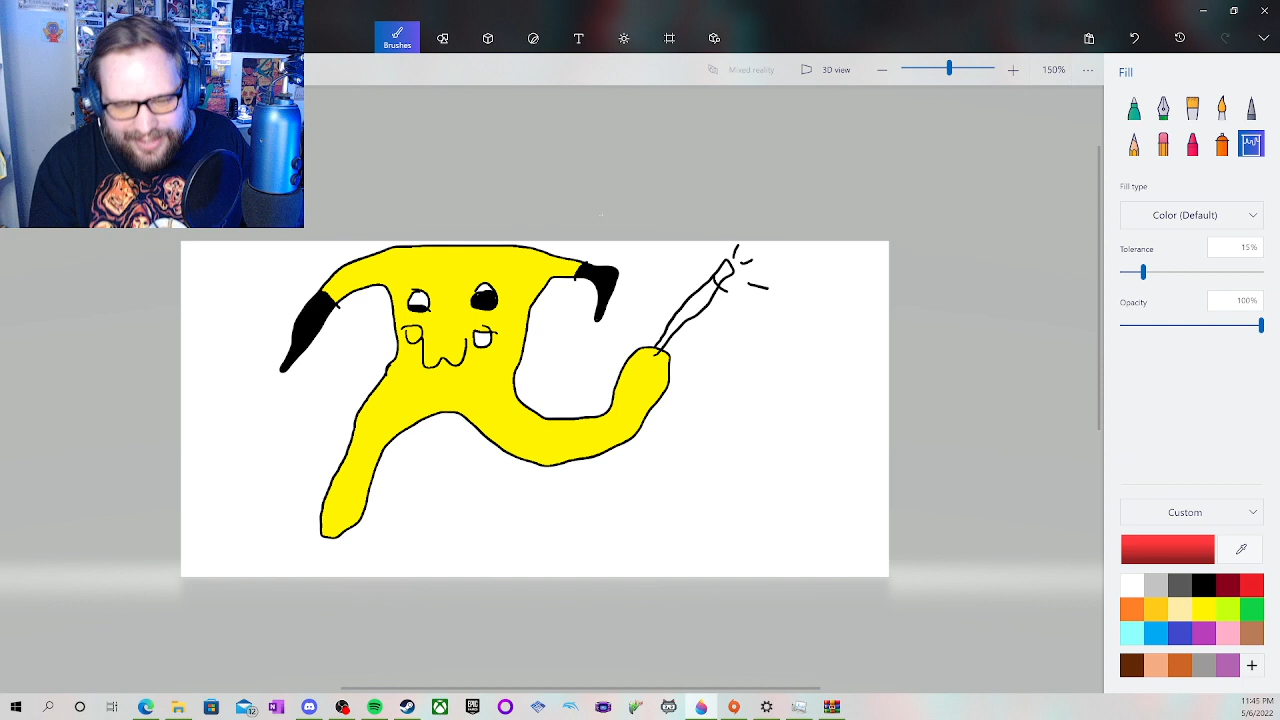 Brushes
Mixed reality
3D view
150%
Fill
Fill type
Color (Default)
Tolerance
15%
Opacity
100%
Custom
12
11:45 PM
5/6/2022